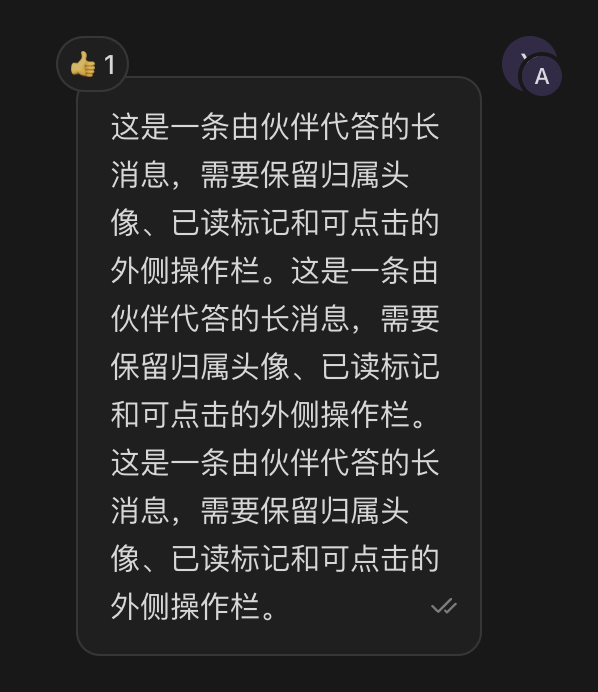 👍 1
A
这是一条由伙伴代答的长
消息，需要保留归属头
像、已读标记和可点击的
外侧操作栏。这是一条由
伙伴代答的长消息，需要
保留归属头像、已读标记
和可点击的外侧操作栏。
这是一条由伙伴代答的长
消息，需要保留归属头
像、已读标记和可点击的
外侧操作栏。